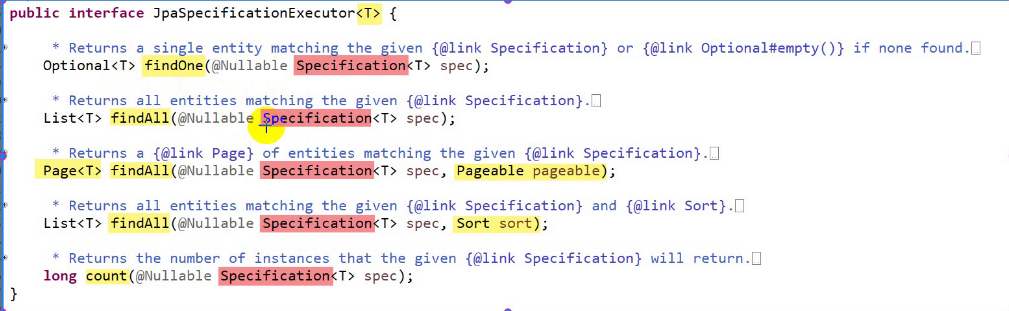 public interface JpaSpecificationExecutor<T> {
* Returns a single entity matching the given {@link Specification} or {@link Optional#empty()} if none found.
Optional<T> findOne(@Nullable Specification<T> spec);
* Returns all entities matching the given {@link Specification}.
List<T> findAll(@Nullable Specification<T> spec);
* Returns a {@link Page} of entities matching the given {@link Specification}.
Page<T> findAll(@Nullable Specification<T> spec, Pageable pageable);
* Returns all entities matching the given {@link Specification} and {@link Sort}.
List<T> findAll(@Nullable Specification<T> spec, Sort sort);
* Returns the number of instances that the given {@link Specification} will return.
long count(@Nullable Specification<T> spec);
}